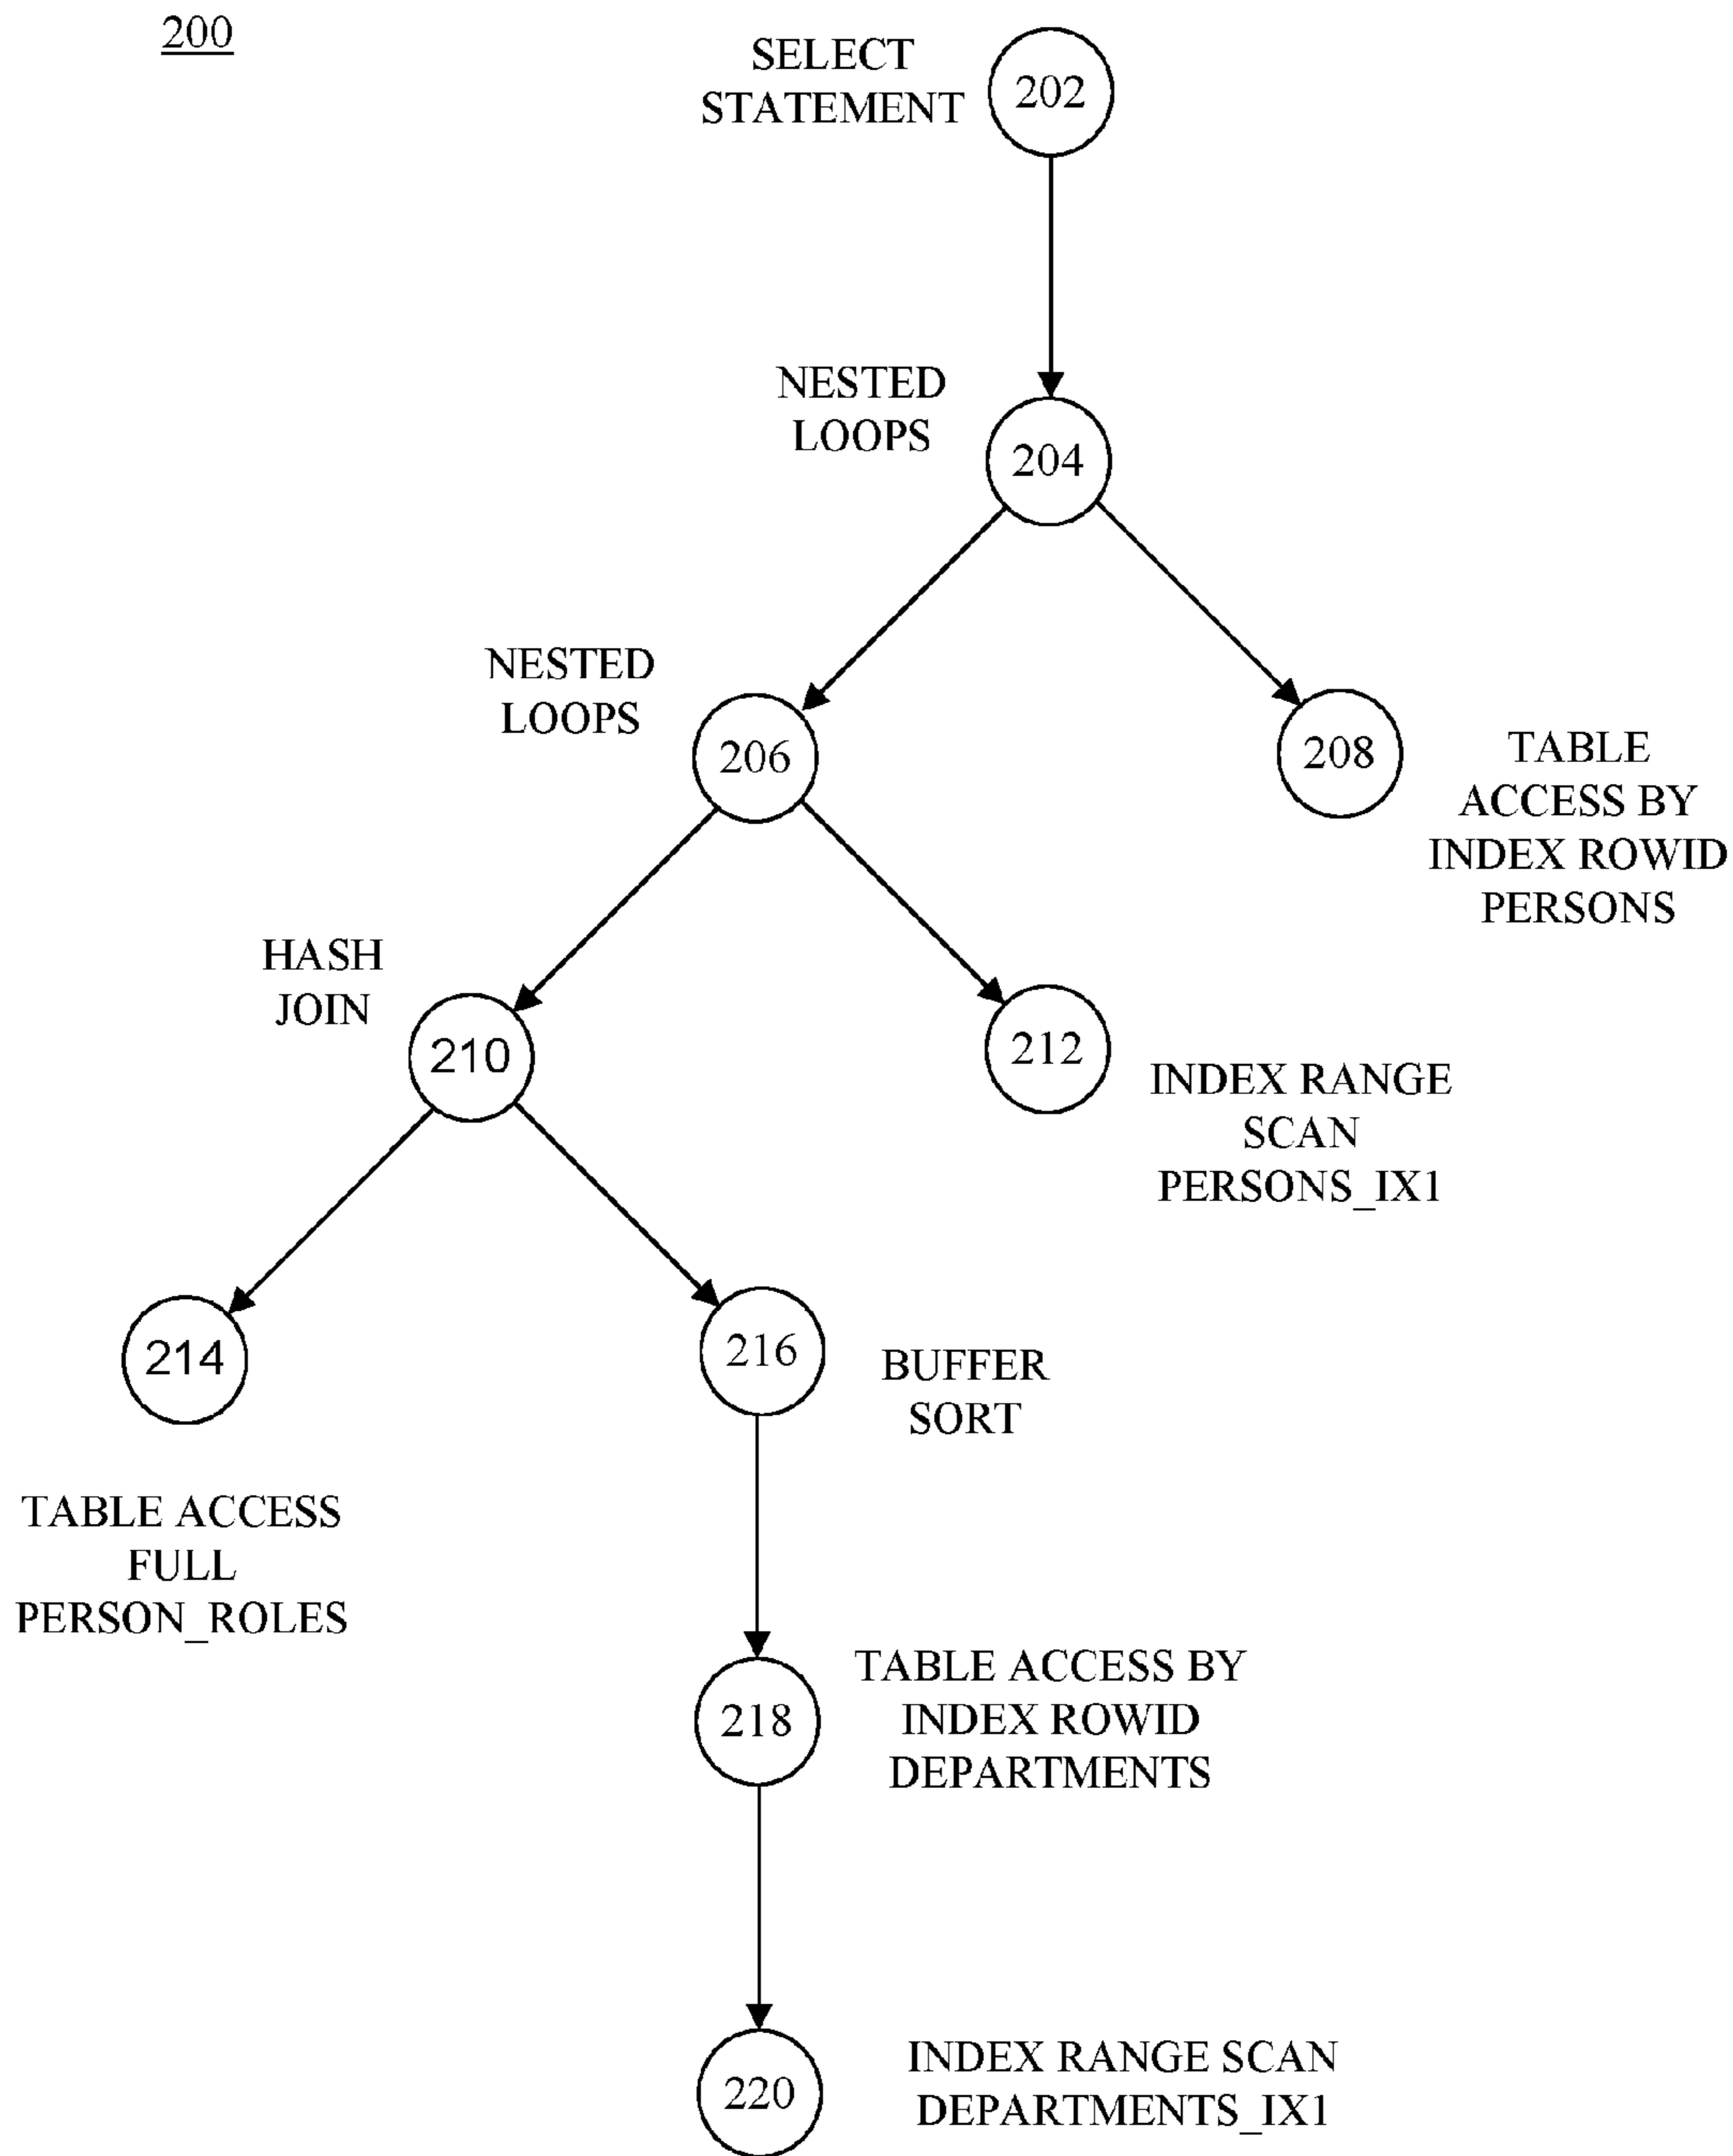 200
SELECT
STATEMENT
202
NESTED
LOOPS
204
NESTED
LOOPS
206
208
TABLE
ACCESS BY
INDEX ROWID
PERSONS
HASH
JOIN
210
212
INDEX RANGE
SCAN
PERSONS_IX1
214
216
BUFFER
SORT
TABLE ACCESS
FULL
PERSON_ROLES
218
TABLE ACCESS BY
INDEX ROWID
DEPARTMENTS
220
INDEX RANGE SCAN
DEPARTMENTS_IX1